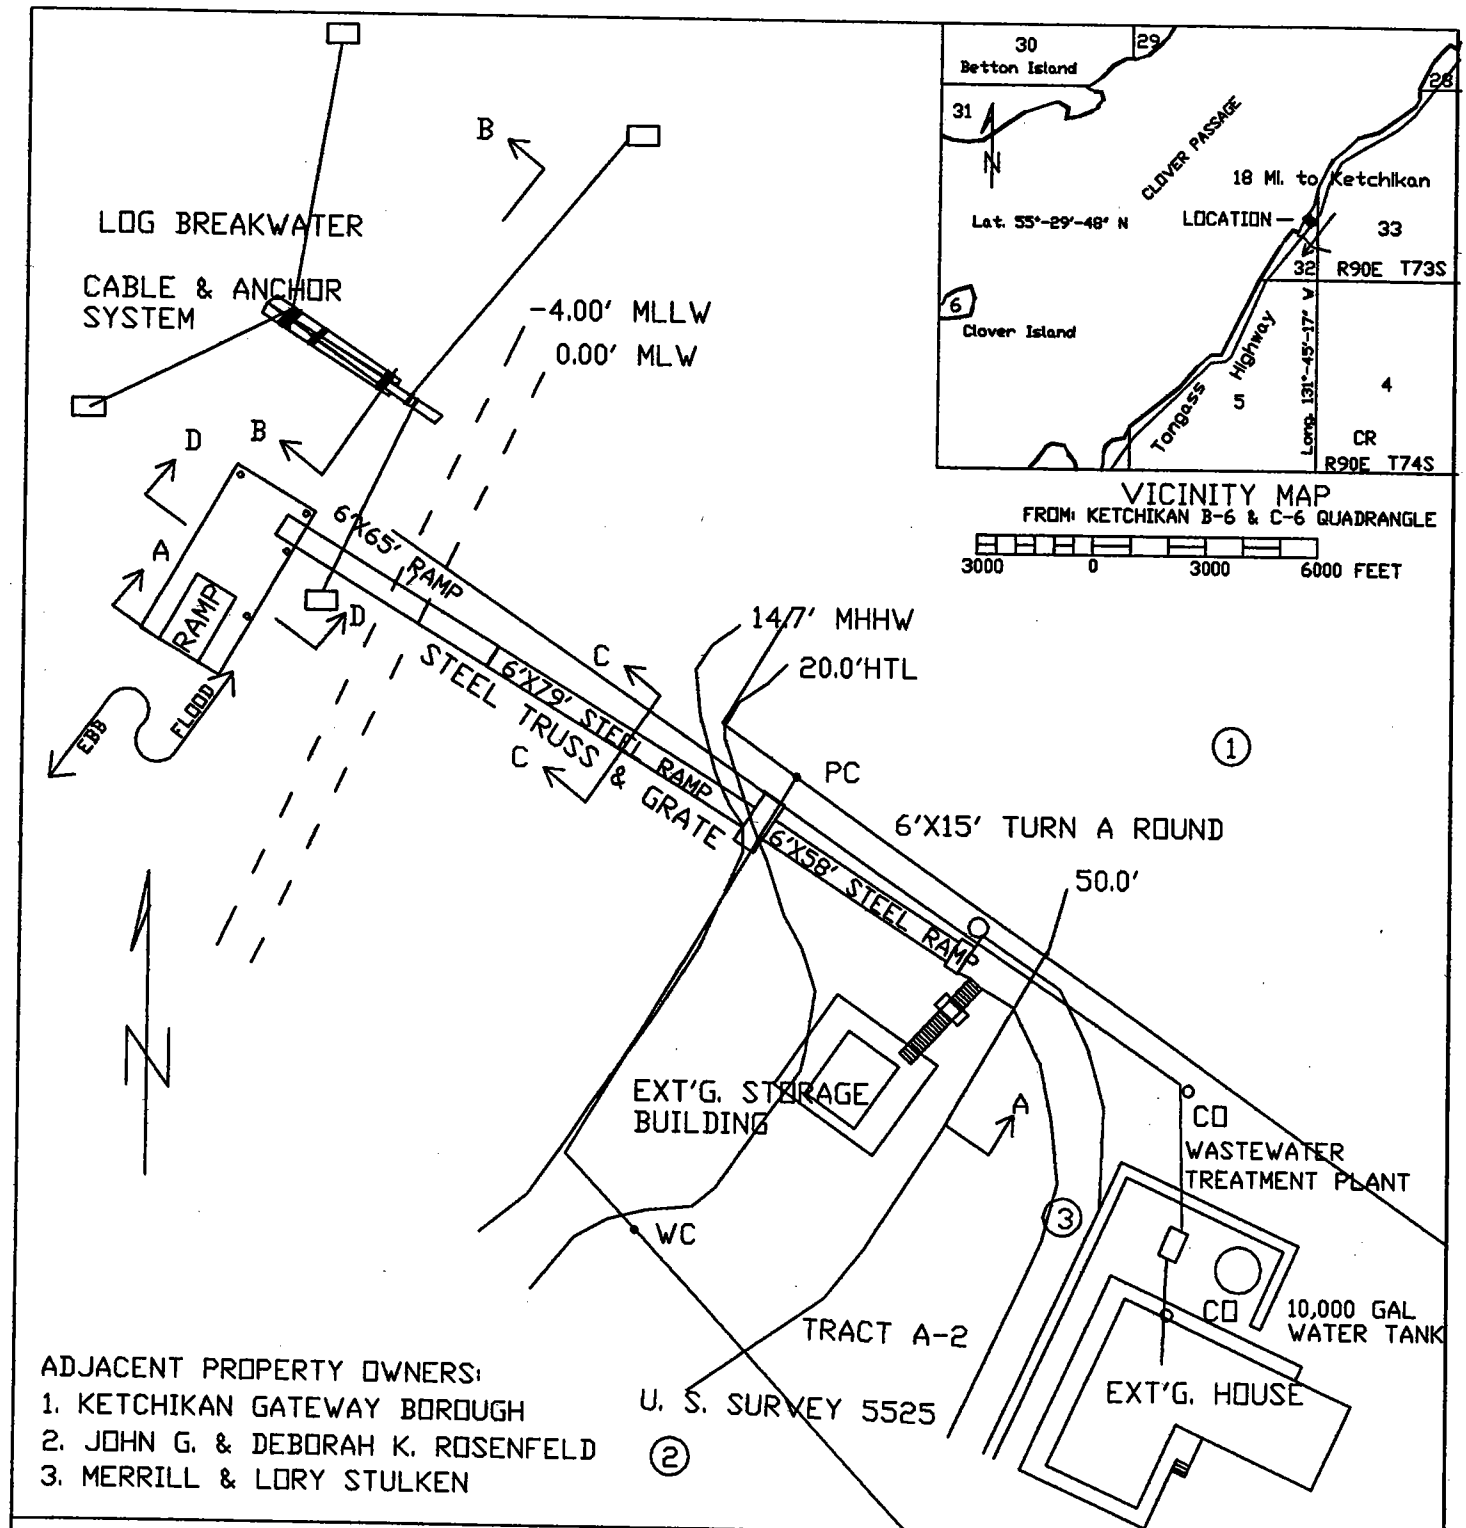 30
29
Betton Island
31
28
CLOVER PASSAGE
N
18 MI. to Ketchikan
Lat. 55°-29'-48" N
LOCATION
33
32
R90E T73S
6
Clover Island
Tongass Highway
Long. 131°-45'-17" W
5
4
CR
R90E T74S
VICINITY MAP
FROM: KETCHIKAN B-6 & C-6 QUADRANGLE
3000 0 3000 6000 FEET
B
LOG BREAKWATER
CABLE & ANCHOR
SYSTEM
-4.00' MLLW
0.00' MLW
D
B
A
6'X65' RAMP
RAMP
D
14.7' MHHW
20.0'HTL
C
STEEL TRUSS & GRATE
6'X79' STEEL RAMP
C
FLOOD
EBB
1
PC
6'X15' TURN A ROUND
6'X58' STEEL RAMP
50.0'
N
EXT'G. STORAGE
BUILDING
A
CO
WASTEWATER
TREATMENT PLANT
3
WC
CO
10,000 GAL
WATER TANK
TRACT A-2
EXT'G. HOUSE
U. S. SURVEY 5525
2
ADJACENT PROPERTY OWNERS:
1. KETCHIKAN GATEWAY BOROUGH
2. JOHN G. & DEBORAH K. ROSENFELD
3. MERRILL & LORY STULKEN